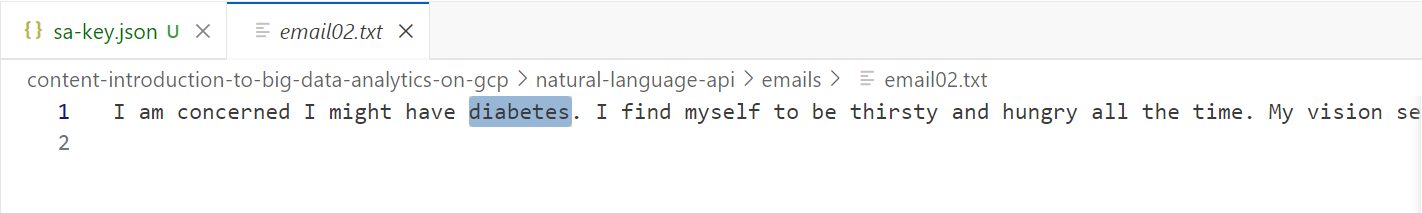 {} sa-key.json U × email02.txt ×
content-introduction-to-big-data-analytics-on-gcp > natural-language-api > emails > email02.txt
1 I am concerned I might have diabetes. I find myself to be thirsty and hungry all the time. My vision se
2